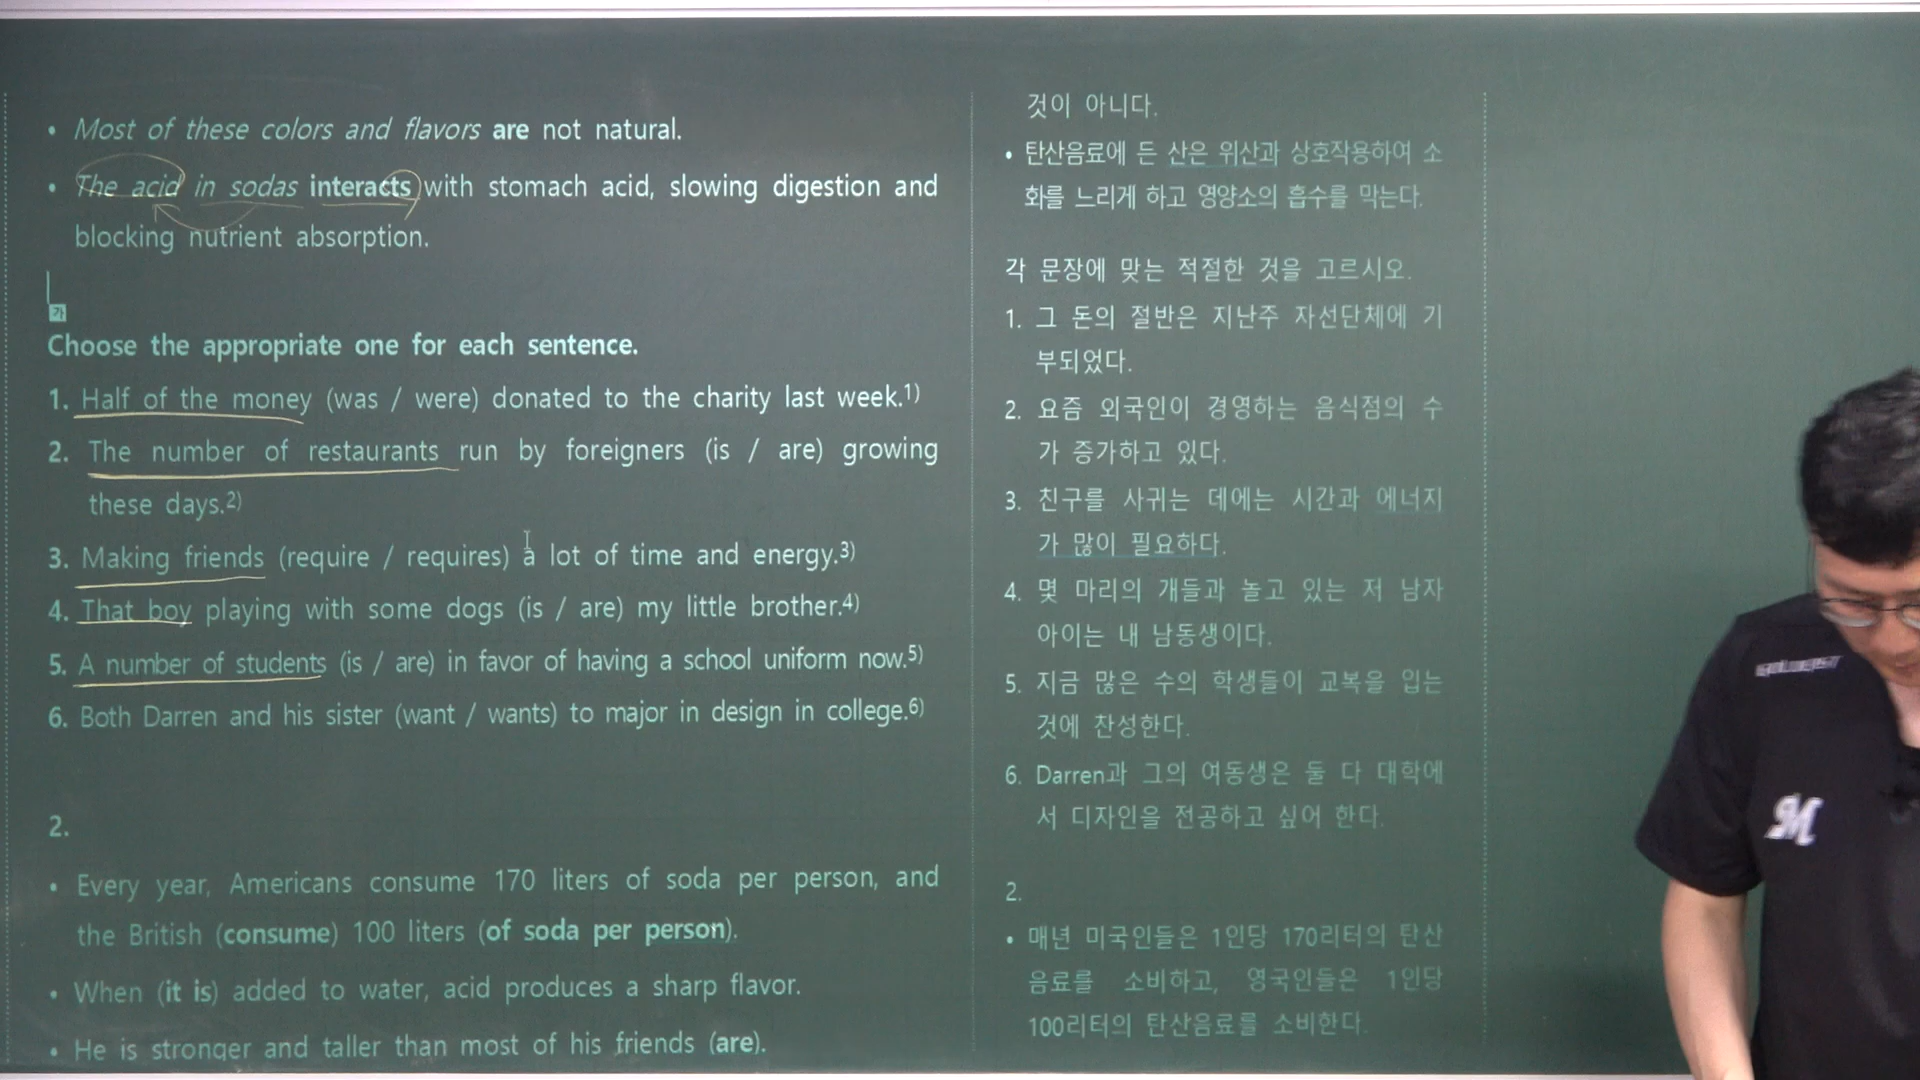 • Most of these colors and flavors are not natural.
• The acid in sodas interacts with stomach acid, slowing digestion and
blocking nutrient absorption.
가
Choose the appropriate one for each sentence.
1. Half of the money (was / were) donated to the charity last week.1)
2. The number of restaurants run by foreigners (is / are) growing
these days.2)
3. Making friends (require / requires) a lot of time and energy.3)
4. That boy playing with some dogs (is / are) my little brother.4)
5. A number of students (is / are) in favor of having a school uniform now.5)
6. Both Darren and his sister (want / wants) to major in design in college.6)
2.
• Every year, Americans consume 170 liters of soda per person, and
the British (consume) 100 liters (of soda per person).
• When (it is) added to water, acid produces a sharp flavor.
• He is stronger and taller than most of his friends (are).
것이 아니다.
• 탄산음료에 든 산은 위산과 상호작용하여 소
화를 느리게 하고 영양소의 흡수를 막는다.
각 문장에 맞는 적절한 것을 고르시오.
1. 그 돈의 절반은 지난주 자선단체에 기
부되었다.
2. 요즘 외국인이 경영하는 음식점의 수
가 증가하고 있다.
3. 친구를 사귀는 데에는 시간과 에너지
가 많이 필요하다.
4. 몇 마리의 개들과 놀고 있는 저 남자
아이는 내 남동생이다.
5. 지금 많은 수의 학생들이 교복을 입는
것에 찬성한다.
6. Darren과 그의 여동생은 둘 다 대학에
서 디자인을 전공하고 싶어 한다.
2.
• 매년 미국인들은 1인당 170리터의 탄산
음료를 소비하고, 영국인들은 1인당
100리터의 탄산음료를 소비한다.
M